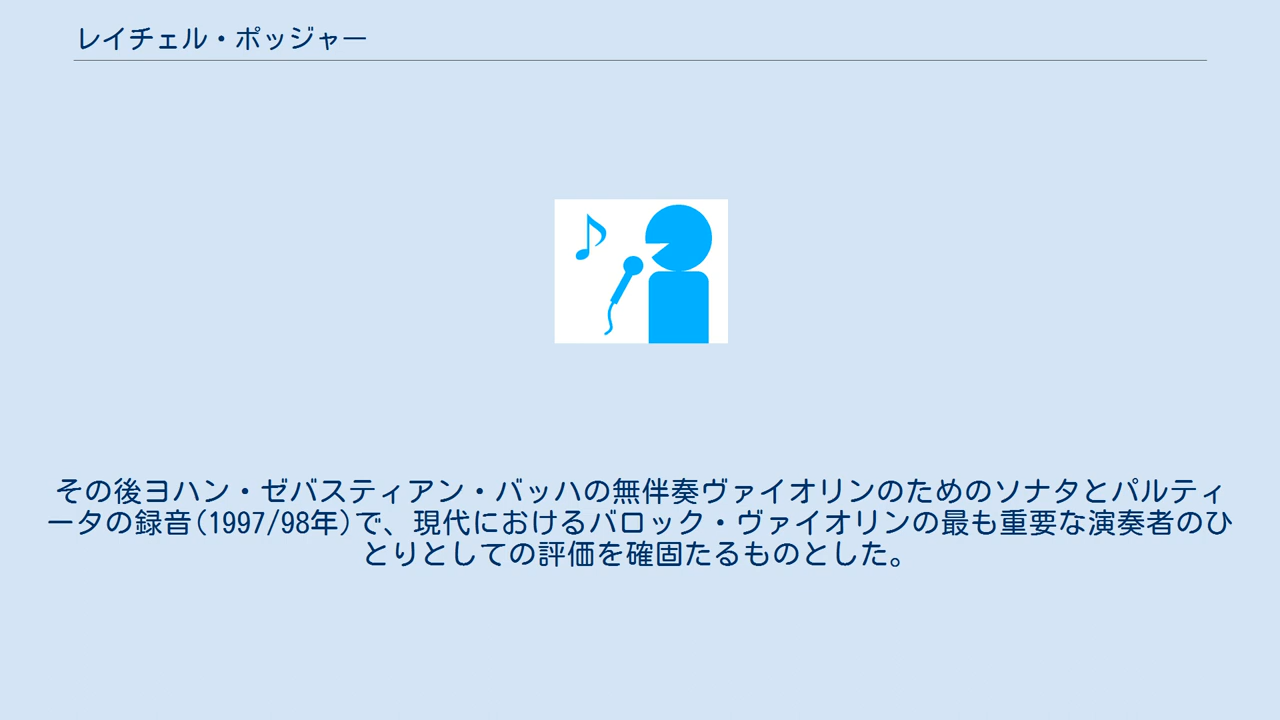 レイチェル・ポッジャー
その後ヨハン・ゼバスティアン・バッハの無伴奏ヴァイオリンのためのソナタとパルティ
ータの録音(1997/98年)で、現代におけるバロック・ヴァイオリンの最も重要な演奏者のひ
とりとしての評価を確固たるものとした。